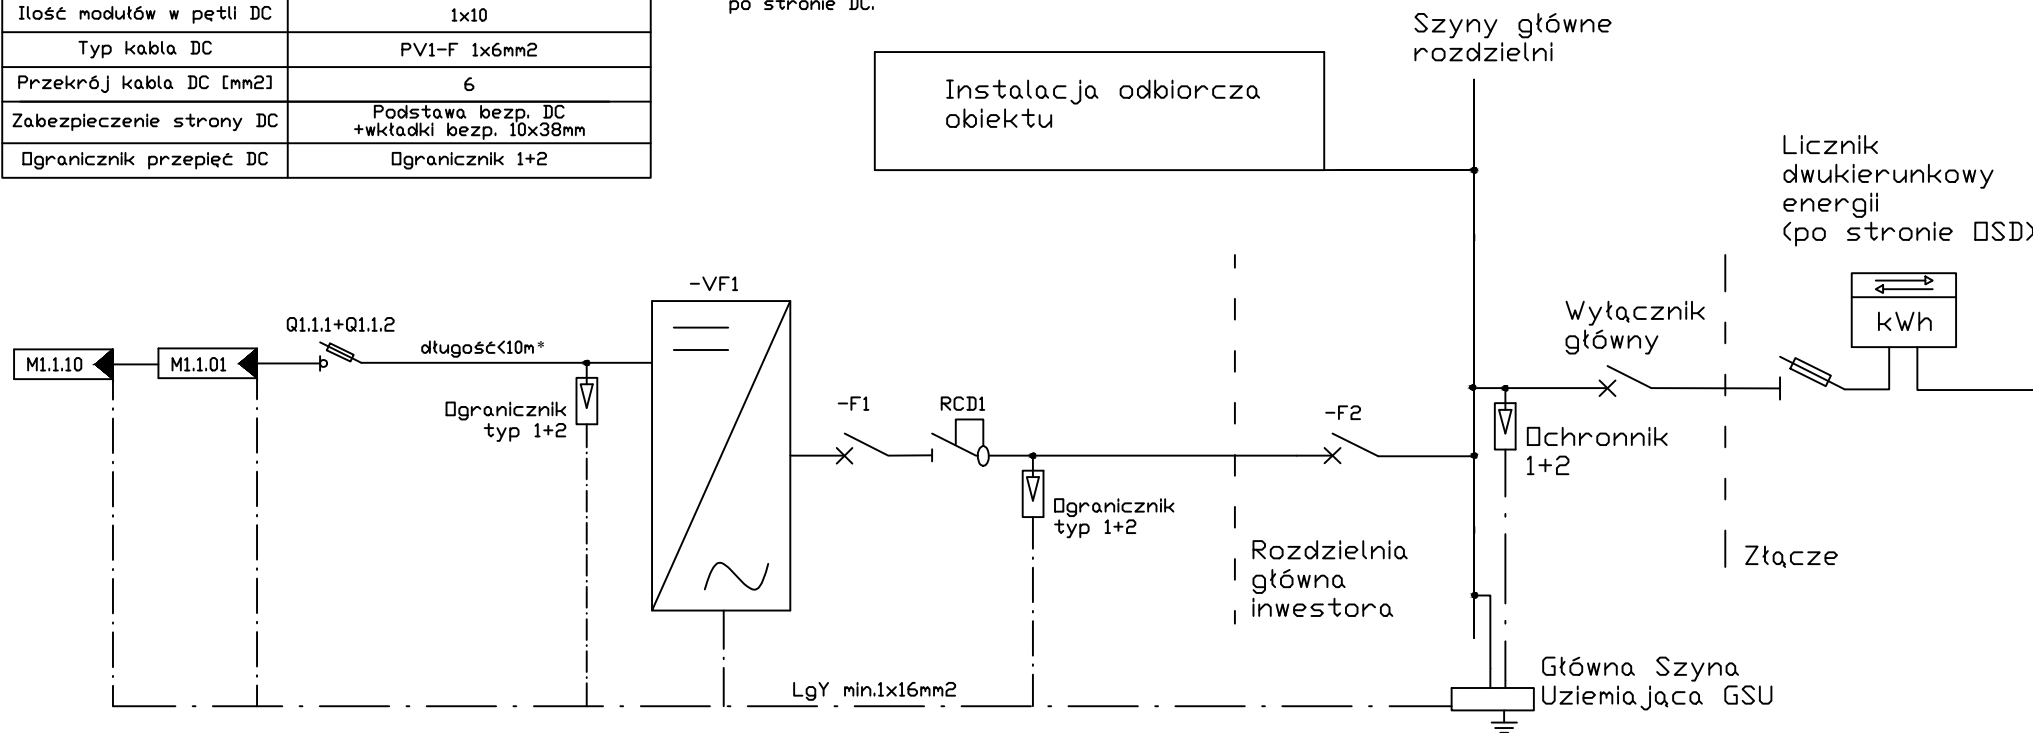 Ilość modułów w pętli DC 1x10
Typ kabla DC PV1-F 1x6mm2
Przekrój kabla DC [mm2] 6
Zabezpieczenie strony DC Podstawa bezp. DC
+wkładki bezp. 10x38mm
Ogranicznik przepięć DC Ogranicznik 1+2
po stronie DC.
Instalacja odbiorcza
obiektu
Szyny główne
rozdzielni
Licznik
dwukierunkowy
energii
(po stronie OSD)
kWh
Wyłącznik
główny
-VF1
Q1.1.1+Q1.1.2
długość<10m*
M1.1.10
M1.1.01
Ogranicznik
typ 1+2
-F1
RCD1
-F2
Ochronnik
1+2
Ogranicznik
typ 1+2
Rozdzielnia
główna
inwestora
Złącze
LgY min.1x16mm2
Główna Szyna
Uziemiająca GSU